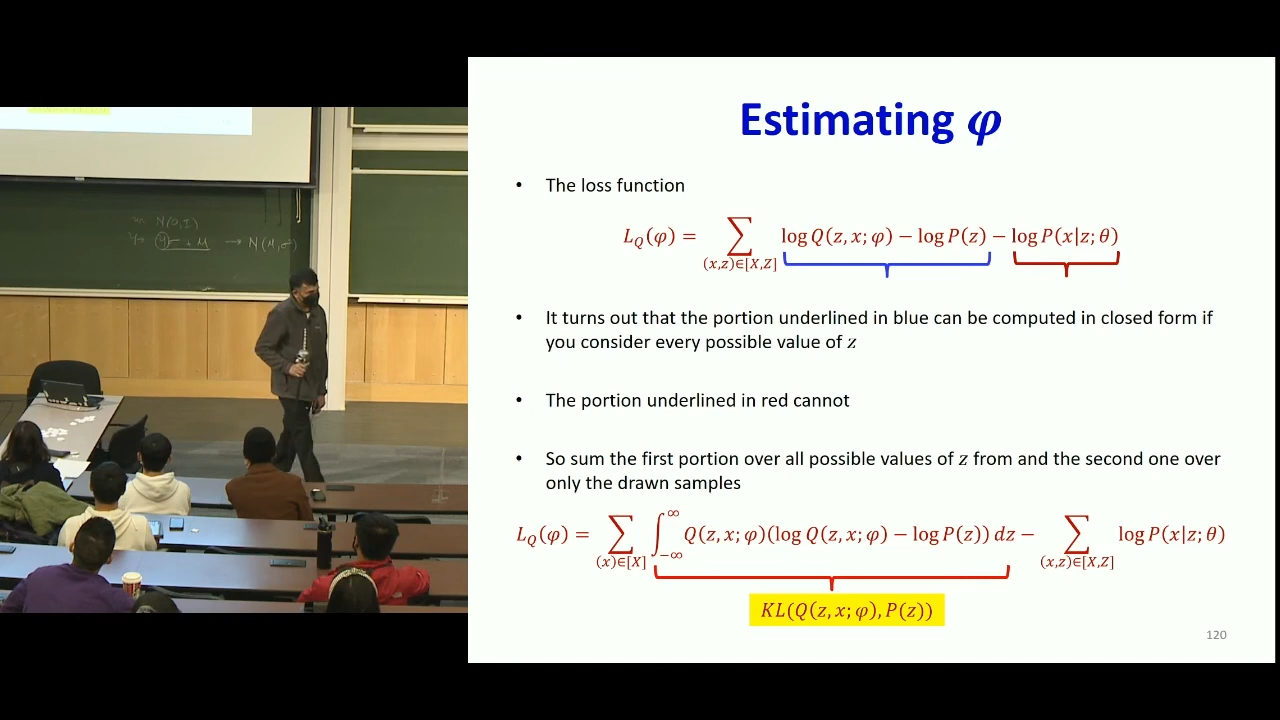 Estimating φ
• The loss function
L_Q(φ) = ∑_{(x,z)∈[X,Z]} log Q(z, x; φ) − log P(z) − log P(x|z; θ)
• It turns out that the portion underlined in blue can be computed in closed form if
you consider every possible value of z
• The portion underlined in red cannot
• So sum the first portion over all possible values of z from and the second one over
only the drawn samples
L_Q(φ) = ∑_{(x)∈[X]} ∫_{−∞}^{∞} Q(z, x; φ)(log Q(z, x; φ) − log P(z)) dz − ∑_{(x,z)∈[X,Z]} log P(x|z; θ)
KL(Q(z, x; φ), P(z))
120
N(0,I)